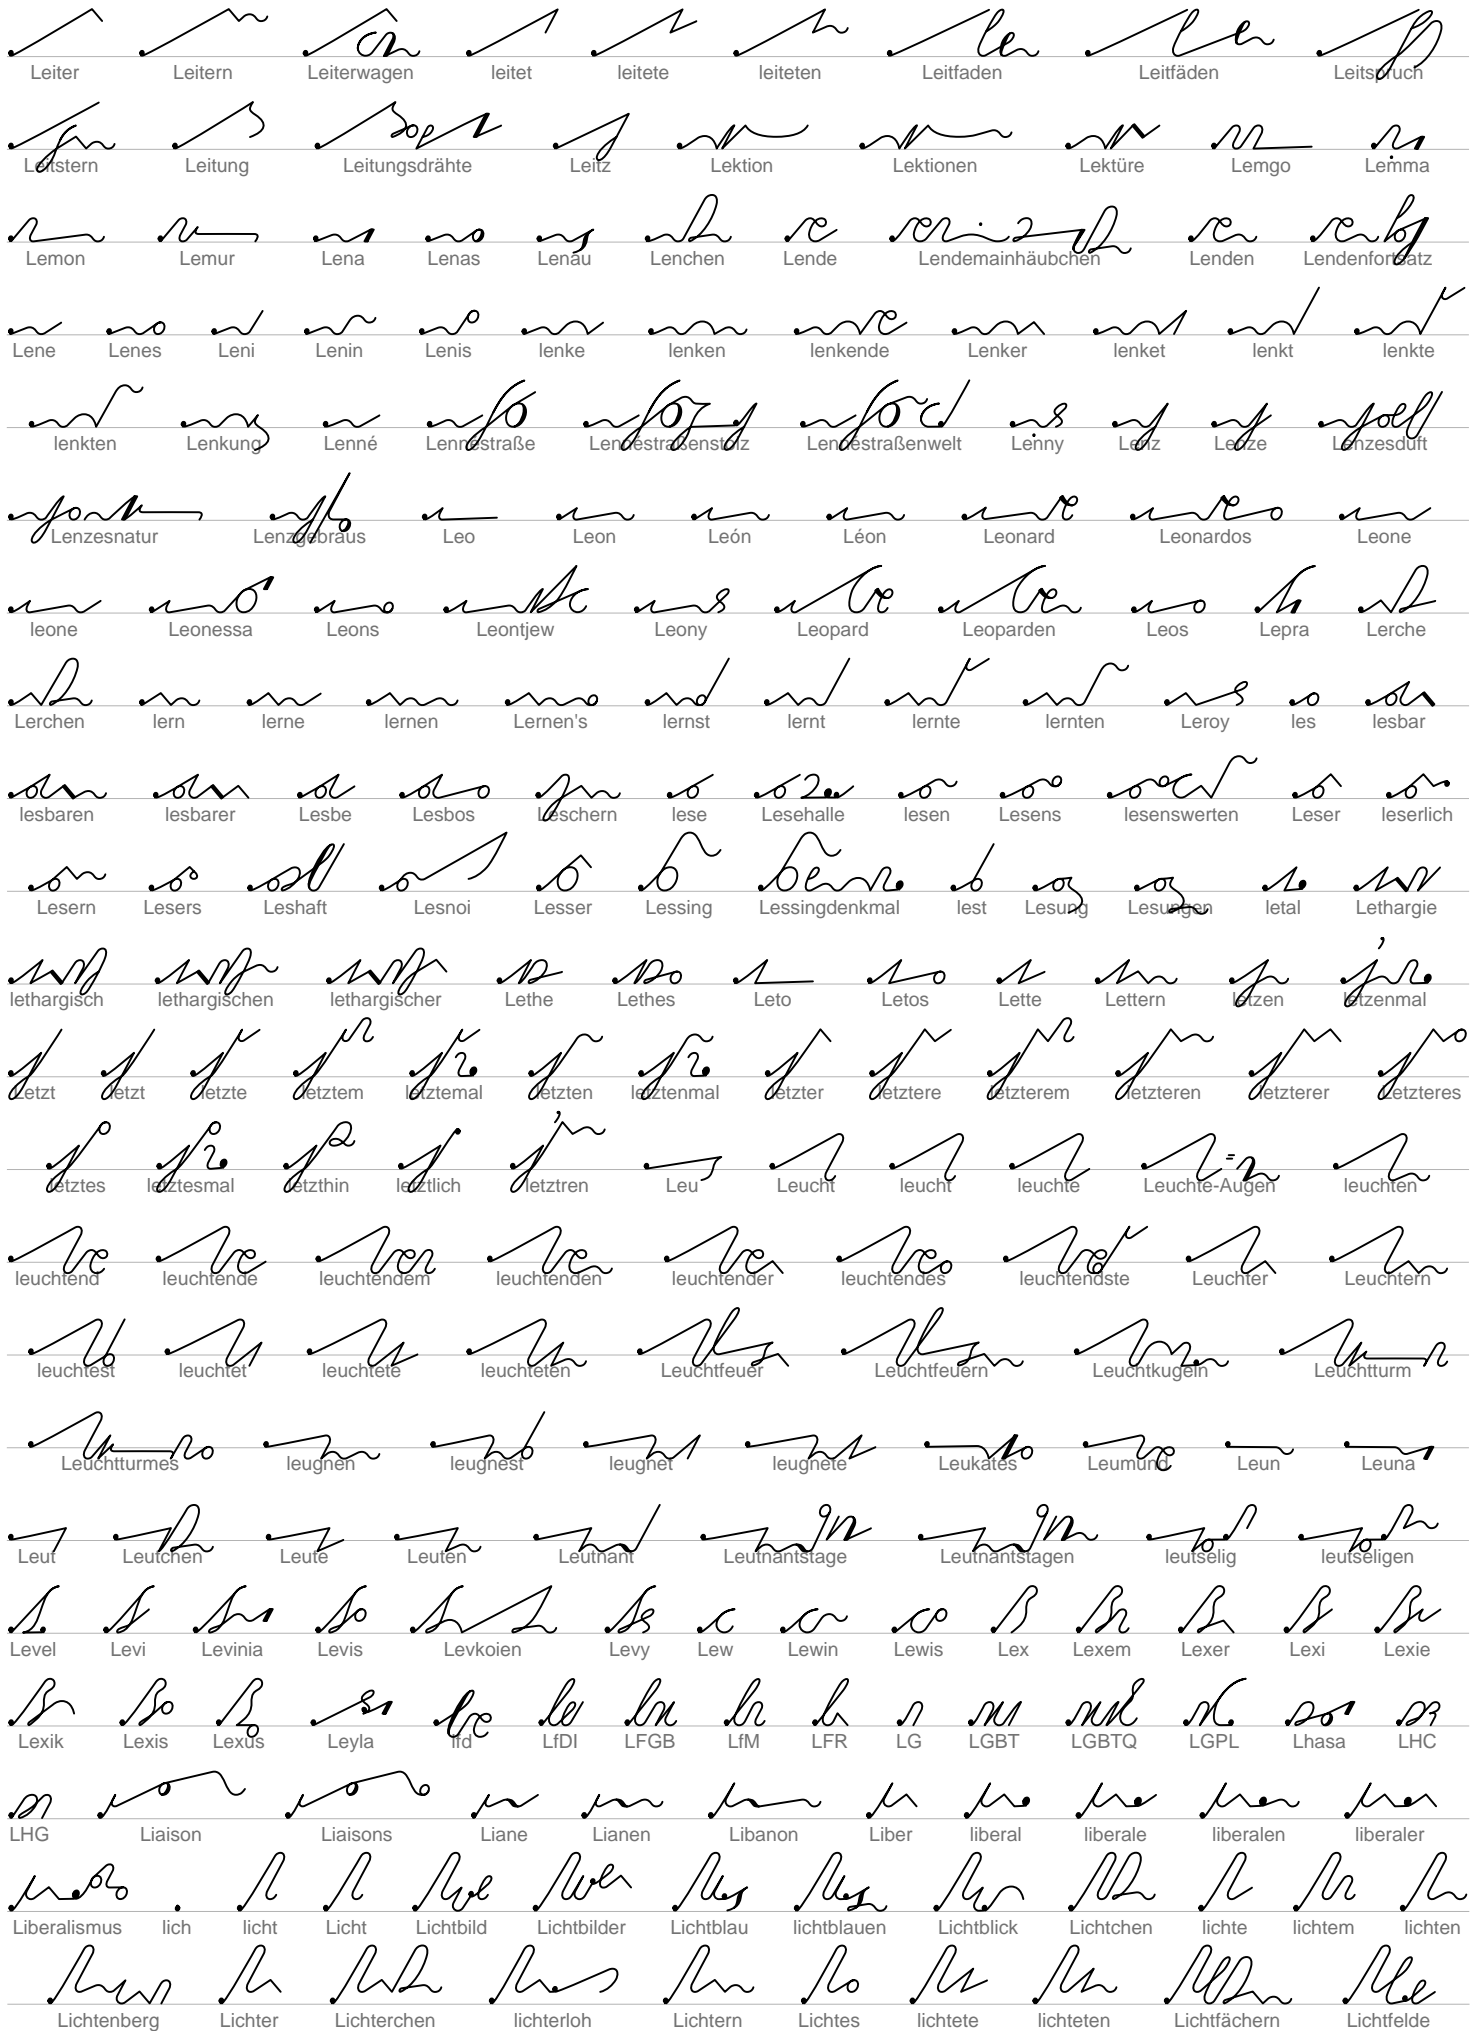 Leiter Leitern Leiterwagen leitet leitete leiteten Leitfaden Leitfäden Leitspruch
Leitstern Leitung Leitungsdrähte Leitz Lektion Lektionen Lektüre Lemgo Lemma
Lemon Lemur Lena Lenas Lenau Lenchen Lende Lendemainhäubchen Lenden Lendenfortsatz
Lene Lenes Leni Lenin Lenis lenke lenken lenkende Lenker lenket lenkt lenkte
lenkten Lenkung Lenné Lennéstraße Lennéstraßenstolz Lennéstraßenwelt Lenny Lenz Lenze Lenzesduft
Lenzesnatur Lenzgebraus Leo Leon León Léon Leonard Leonardos Leone
leone Leonessa Leons Leontjew Leony Leopard Leoparden Leos Lepra Lerche
Lerchen lern lerne lernen Lernen's lernst lernt lernte lernten Leroy les lesbar
lesbaren lesbarer Lesbe Lesbos Leschern lese Lesehalle lesen Lesens lesenswerten Leser leserlich
Lesern Lesers Leshaft Lesnoi Lesser Lessing Lessingdenkmal lest Lesung Lesungen letal Lethargie
lethargisch lethargischen lethargischer Lethe Lethes Leto Letos Lette Lettern letzen letzenmal
Letzt letzt letzte letztem letztemal letzten letztenmal letzter letztere letzterem letzteren letzterer Letzteres
letztes letztesmal letzthin letztlich letztren Leu Leucht leucht leuchte Leuchte-Augen leuchten
leuchtend leuchtende leuchtendem leuchtenden leuchtender leuchtendes leuchtendste Leuchter Leuchtern
leuchtest leuchtet leuchtete leuchteten Leuchtfeuer Leuchtfeuern Leuchtkugeln Leuchtturm
Leuchtturmes leugnen leugnest leugnet leugnete Leukates Leumund Leun Leuna
Leut Leutchen Leute Leuten Leutnant Leutnantstage Leutnantstagen leutselig leutseligen
Level Levi Levinia Levis Levkoien Levy Lew Lewin Lewis Lex Lexem Lexer Lexi Lexie
Lexik Lexis Lexus Leyla lfd LfDI LFGB LfM LFR LG LGBT LGBTQ LGPL Lhasa LHC
LHG Liaison Liaisons Liane Lianen Libanon Liber liberal liberale liberalen liberaler
Liberalismus lich licht Licht Lichtbild Lichtbilder Lichtblau lichtblauen Lichtblick Lichtchen lichte lichtem lichten
Lichtenberg Lichter Lichterchen lichterloh Lichtern Lichtes lichtete lichteten Lichtfächern Lichtfelde